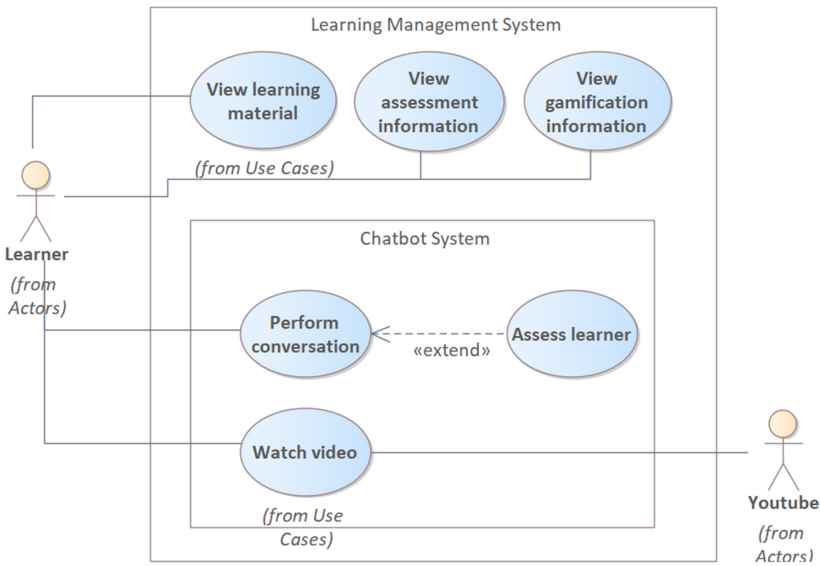 Learning Management System
View learning
material
View
assessment
information
View
gamification
information
(from Use Cases)
Learner
(from
Actors)
Chatbot System
Perform
conversation
«extend»
Assess learner
Watch video
(from Use
Cases)
Youtube
(from
Actors)